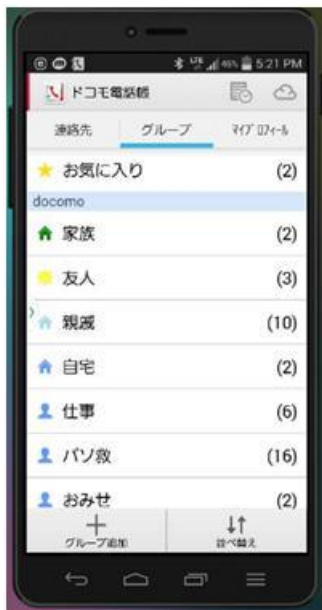 LTE 46% 5:21 PM
ドコモ電話帳
連絡先 グループ マイプロフィール
お気に入り (2)
docomo
家族 (2)
友人 (3)
親戚 (10)
自宅 (2)
仕事 (6)
パソ救 (16)
おみせ (2)
グループ追加 並べ替え